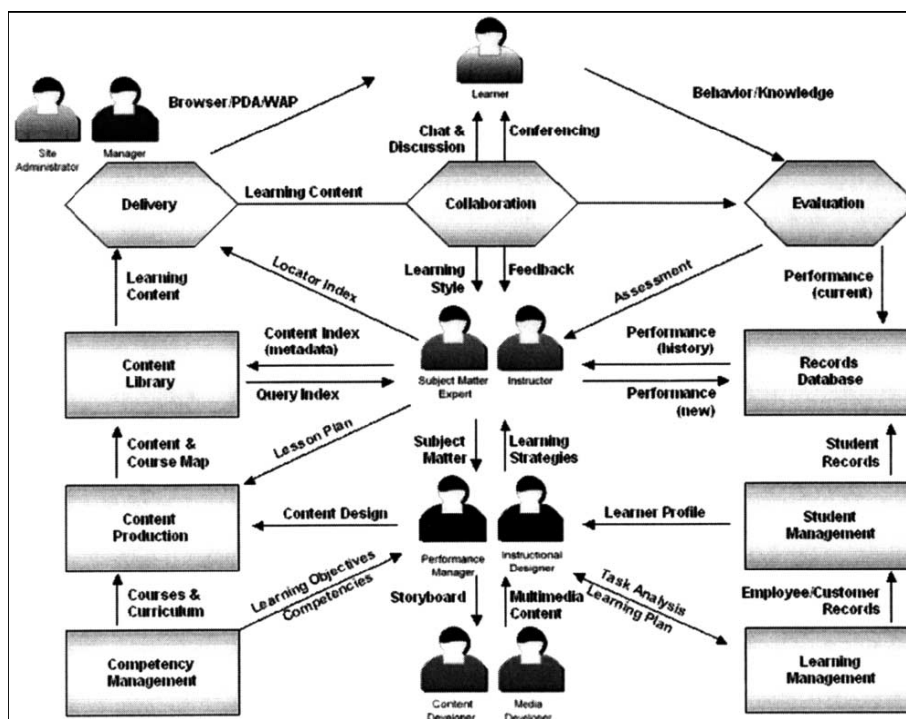 Learner
Browser/PDA/WAP
Behavior/Knowledge
Site
Administrator
Manager
Chat &
Discussion
Conferencing
Delivery
Learning Content
Collaboration
Evaluation
Learning
Content
Locator Index
Learning
Style
Feedback
Assessment
Performance
(current)
Content
Library
Content Index
(metadata)
Query Index
Subject Matter
Expert
Instructor
Performance
(history)
Performance
(new)
Records
Database
Content &
Course Map
Lesson Plan
Subject
Matter
Learning
Strategies
Student
Records
Content
Production
Content Design
Performance
Manager
Instructional
Designer
Learner Profile
Student
Management
Courses &
Curriculum
Learning Objectives
Competencies
Storyboard
Multimedia
Content
Task Analysis
Learning Plan
Employee/Customer
Records
Competency
Management
Content
Developer
Media
Developer
Learning
Management